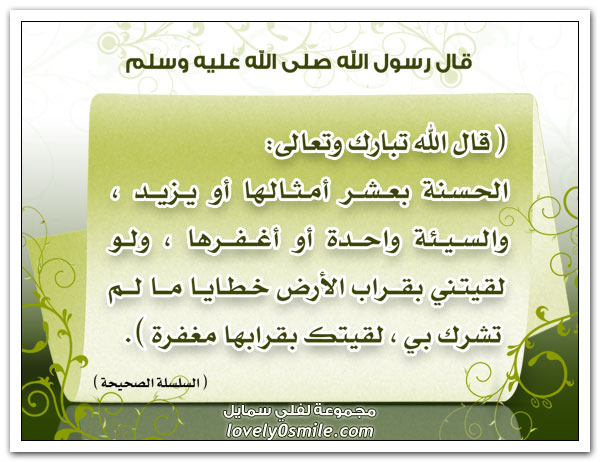 قال رسول الله صلى الله عليه وسلم
( قال الله تبارك وتعالى:
الحسنة بعشر أمثالها أو يزيد ،
والسيئة واحدة أو أغفرها ، ولو
لقيتني بقراب الأرض خطايا ما لم
تشرك بي ، لقيتك بقرابها مغفرة ).
( السلسلة الصحيحة )
مجموعة لفلي سمايل
lovely0smile.com